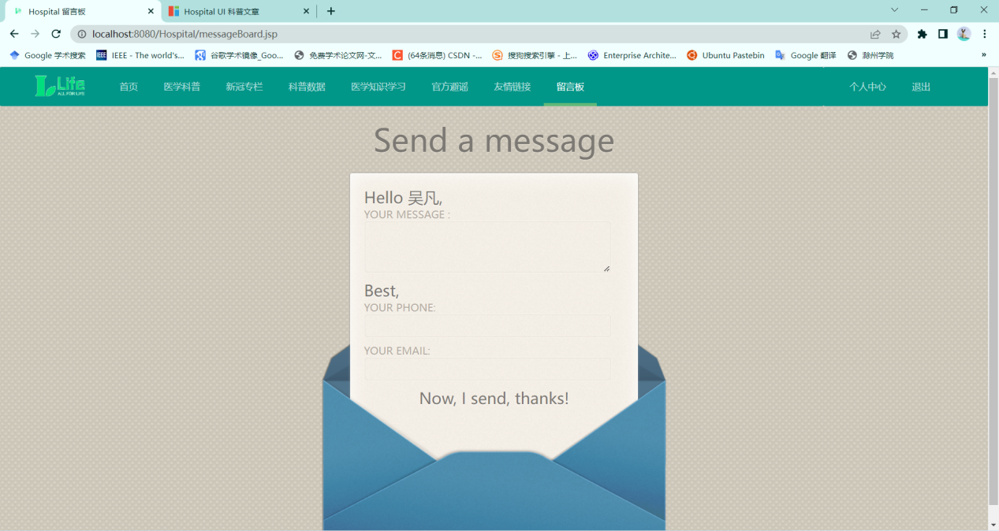 Hospital 留言板
Hospital UI 科普文章
localhost:8080/Hospital/messageBoard.jsp
Google 学术搜索
IEEE - The world's...
谷歌学术镜像_Goo...
免费学术论文网-文...
(64条消息) CSDN -...
搜狗搜索引擎 - 上...
Enterprise Archite...
Ubuntu Pastebin
Google 翻译
滁州学院
»
Life
ALL FOR LIFE
首页
医学科普
新冠专栏
科普数据
医学知识学习
官方避谣
友情链接
留言板
个人中心
退出
Send a message
Hello 吴凡,
YOUR MESSAGE :
Best,
YOUR PHONE:
YOUR EMAIL:
Now, I send, thanks!